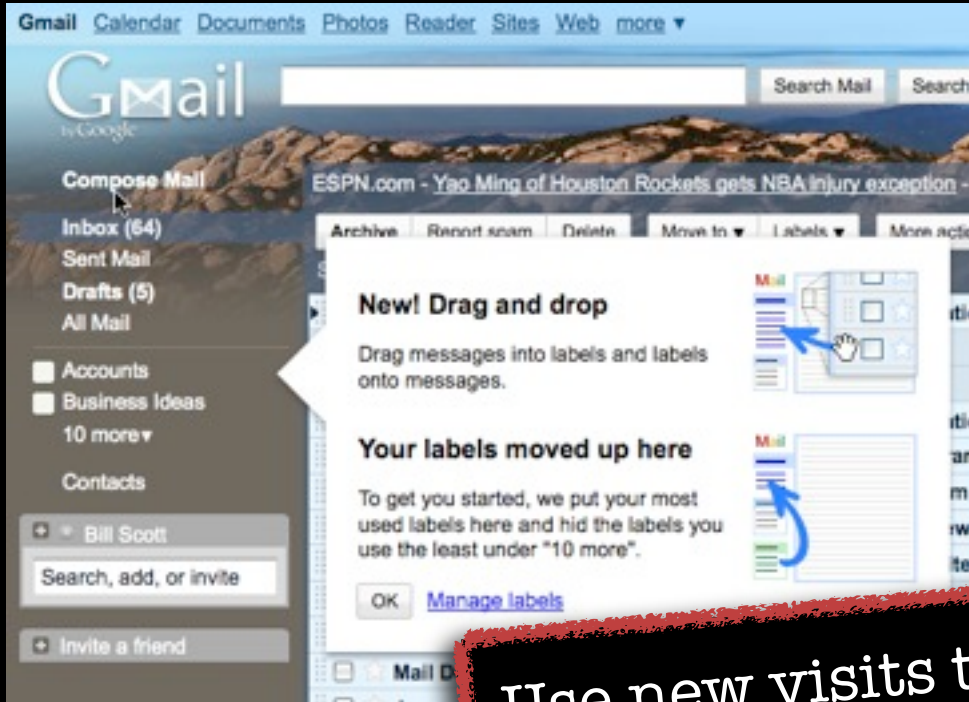 Gmail Calendar Documents Photos Reader Sites Web more ▾
Gmail
by Google
Search Mail Search
Compose Mail
ESPN.com - Yao Ming of Houston Rockets gets NBA Injury exception -
Inbox (64)
Archive Report spam Delete Move to ▾ Labels ▾ More acti
Sent Mail
Drafts (5)
All Mail
Accounts
Business Ideas
10 more▾
Contacts
Bill Scott
Search, add, or invite
Invite a friend
New! Drag and drop
Drag messages into labels and labels
onto messages.
Mail
Your labels moved up here
To get you started, we put your most
used labels here and hid the labels you
use the least under "10 more".
Mail
OK Manage labels
Mail D
Use new visits t